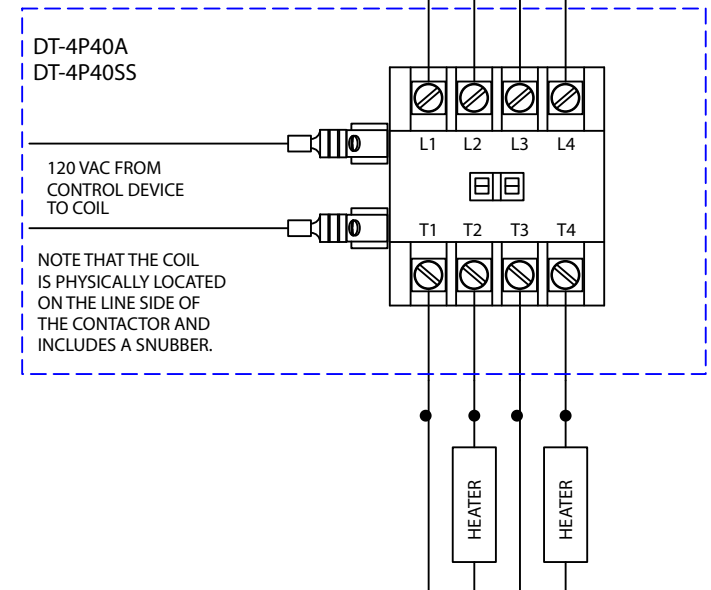 DT-4P40A
DT-4P40SS
L1 L2 L3 L4
120 VAC FROM
CONTROL DEVICE
TO COIL
T1 T2 T3 T4
NOTE THAT THE COIL
IS PHYSICALLY LOCATED
ON THE LINE SIDE OF
THE CONTACTOR AND
INCLUDES A SNUBBER.
HEATER
HEATER